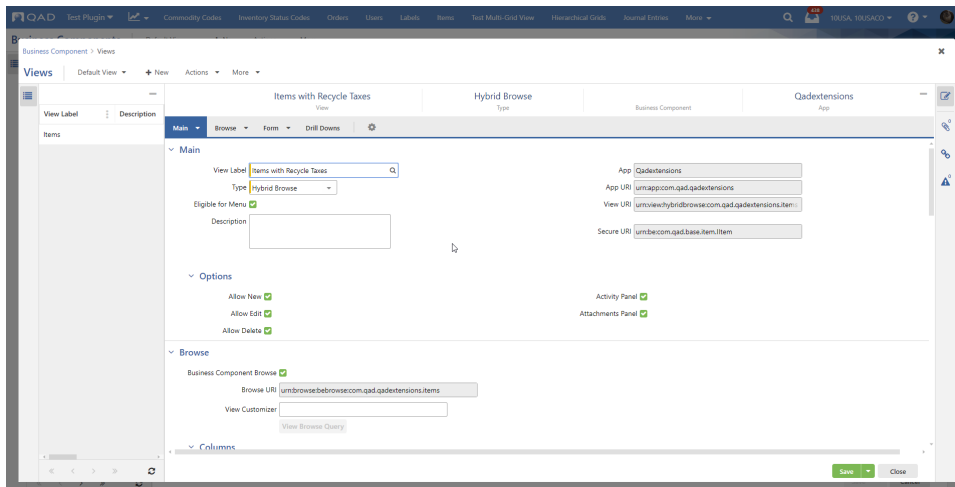 QAD Test Plugin Commodity Codes Inventory Status Codes Orders Users Labels Items Test Multi-Grid View Hierarchical Grids Journal Entries More 428 10USA, 10USACO
Business Component > Views
Views Default View + New Actions More
Items with Recycle Taxes Hybrid Browse Qadextensions
View Type Business Component App
View Label Description
Items
Main Browse Form Drill Downs
Main
View Label Items with Recycle Taxes App Qadextensions
Type Hybrid Browse App URI urn:app:com.qad.qadextensions
Eligible for Menu View URI urn:view:hybridbrowse:com.qad.qadextensions.items
Description Secure URI urn:be:com.qad.base.item.IItem
Options
Allow New Activity Panel
Allow Edit Attachments Panel
Allow Delete
Browse
Business Component Browse
Browse URI urn:browse:bebrowse:com.qad.qadextensions.items
View Customizer
View Browse Query
Columns
Save Close